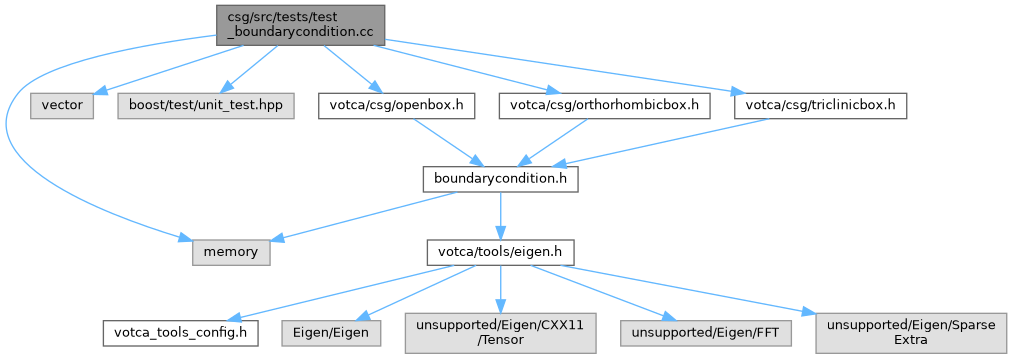 csg/src/tests/test
_boundarycondition.cc
vector
boost/test/unit_test.hpp
votca/csg/openbox.h
votca/csg/orthorhombicbox.h
votca/csg/triclinicbox.h
boundarycondition.h
memory
votca/tools/eigen.h
votca_tools_config.h
Eigen/Eigen
unsupported/Eigen/CXX11
/Tensor
unsupported/Eigen/FFT
unsupported/Eigen/Sparse
Extra